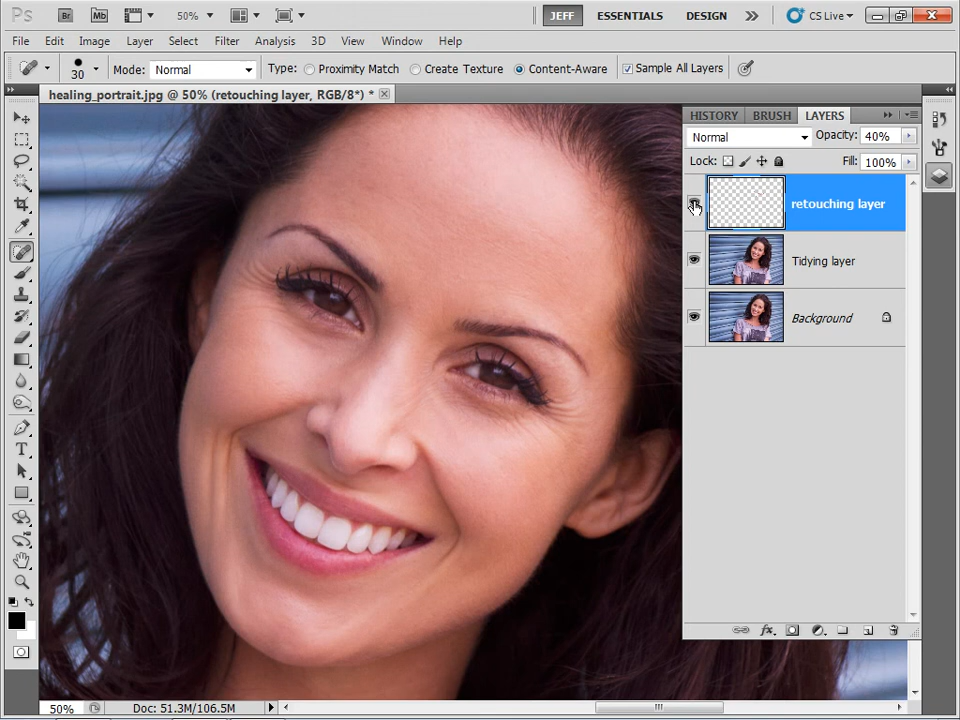 Ps Br Mb 50% JEFF ESSENTIALS DESIGN CS Live
File Edit Image Layer Select Filter Analysis 3D View Window Help
30 Mode: Normal Type: Proximity Match Create Texture Content-Aware Sample All Layers
healing_portrait.jpg @ 50% (retouching layer, RGB/8*) *
HISTORY BRUSH LAYERS
Normal Opacity: 40%
Lock: Fill: 100%
retouching layer
Tidying layer
Background
T
fx
50% Doc: 51.3M/106.5M